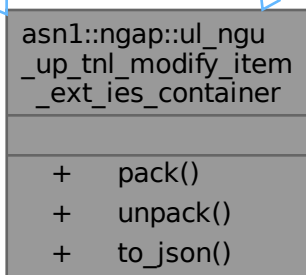 asn1::ngap::ul_ngu
_up_tnl_modify_item
_ext_ies_container
+ pack()
+ unpack()
+ to_json()